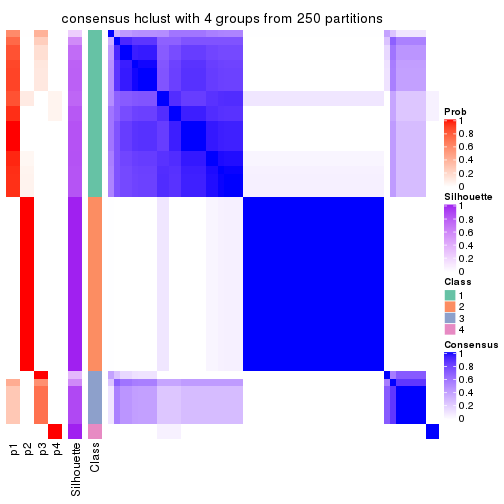 consensus hclust with 4 groups from 250 partitions
Prob
1
0.8
0.6
0.4
0.2
0
Silhouette
1
0.8
0.6
0.4
0.2
0
Class
1
2
3
4
Consensus
1
0.8
0.6
0.4
0.2
0
p1
p2
p3
p4
Silhouette
Class